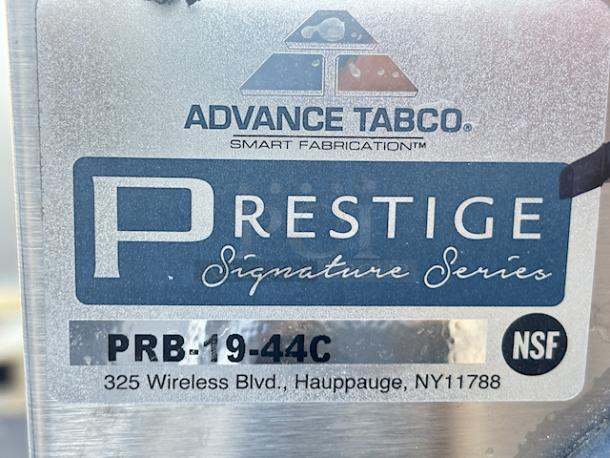 ADVANCE TABCO®
SMART FABRICATION™
PRESTIGE
Signature Series
PRB-19-44C
NSF
325 Wireless Blvd., Hauppauge, NY11788